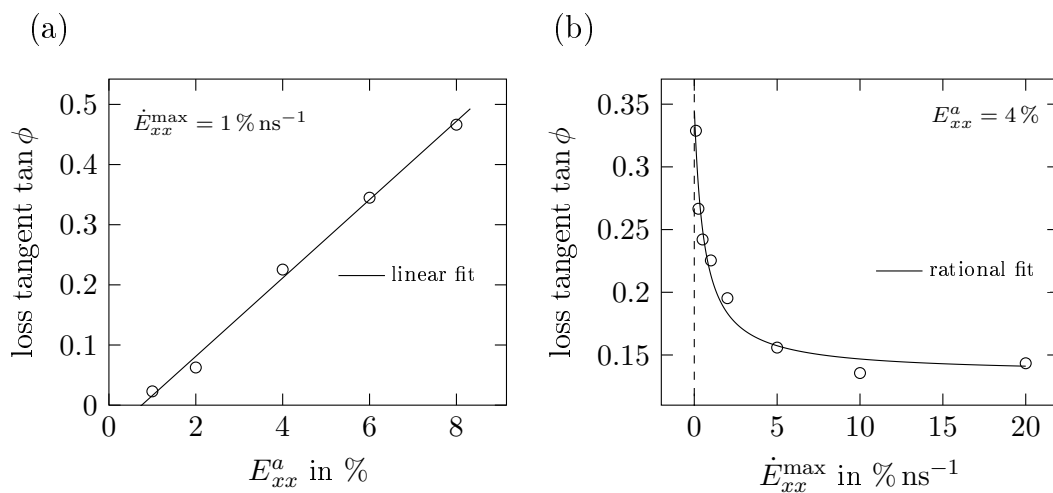 (a)
loss tangent tan ϕ
0.5
0.4
0.3
0.2
0.1
0
Ė_xx^max = 1 % ns⁻¹
linear fit
0 2 4 6 8
E_xx^a in %
(b)
loss tangent tan ϕ
0.35
0.3
0.25
0.2
0.15
E_xx^a = 4 %
rational fit
0 5 10 15 20
Ė_xx^max in % ns⁻¹